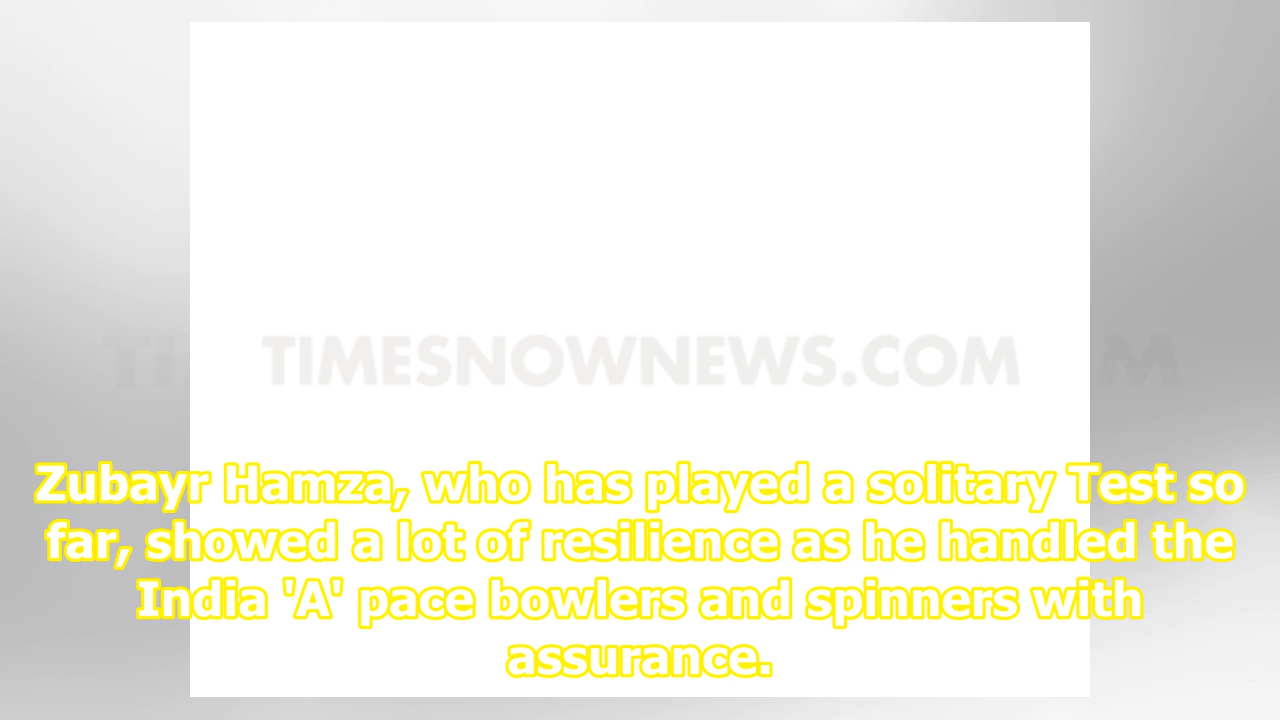 TIMESNOWNEWS.COM
Zubayr Hamza, who has played a solitary Test so
far, showed a lot of resilience as he handled the
India 'A' pace bowlers and spinners with
assurance.